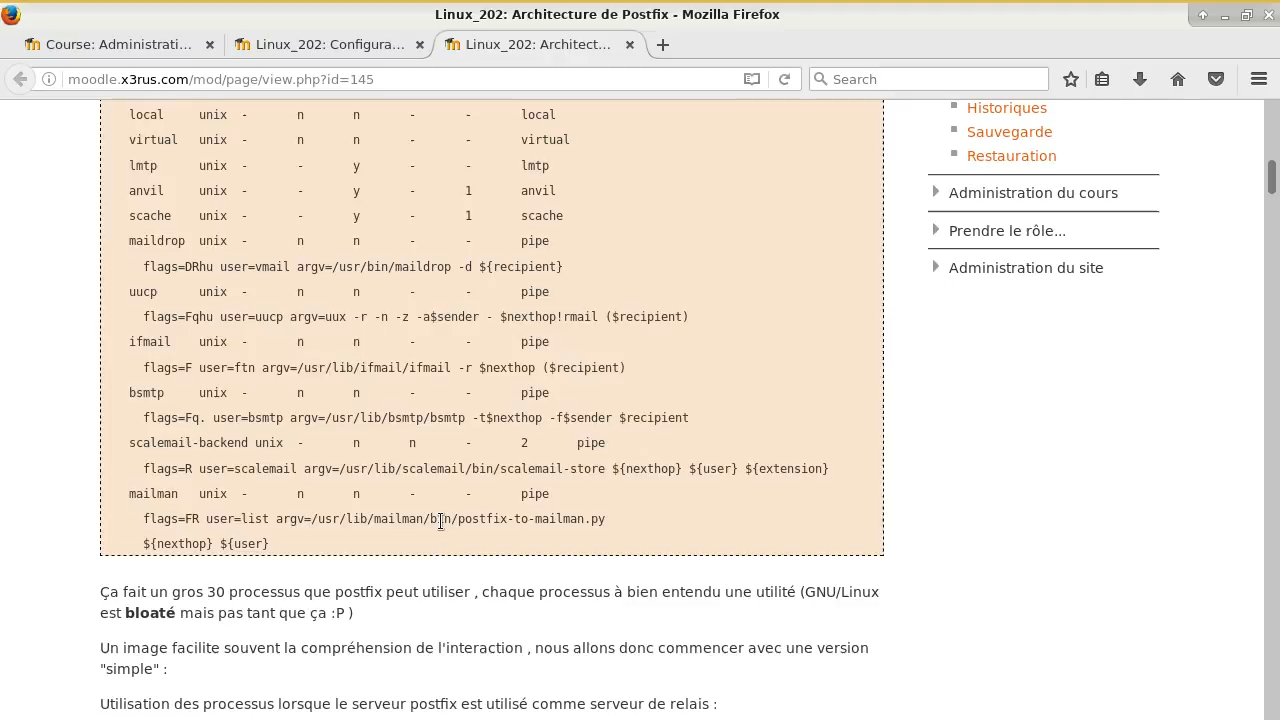 Linux_202: Architecture de Postfix - Mozilla Firefox
Course: Administrati... Linux_202: Configura... Linux_202: Architect...
moodle.x3rus.com/mod/page/view.php?id=145 Search
local unix - n n - - local
virtual unix - n n - - virtual
lmtp unix - - y - - lmtp
anvil unix - - y - 1 anvil
scache unix - - y - 1 scache
maildrop unix - n n - - pipe
flags=DRhu user=vmail argv=/usr/bin/maildrop -d ${recipient}
uucp unix - n n - - pipe
flags=Fqhu user=uucp argv=uux -r -n -z -a$sender - $nexthop!rmail ($recipient)
ifmail unix - n n - - pipe
flags=F user=ftn argv=/usr/lib/ifmail/ifmail -r $nexthop ($recipient)
bsmtp unix - n n - - pipe
flags=Fq. user=bsmtp argv=/usr/lib/bsmtp/bsmtp -t$nexthop -f$sender $recipient
scalemail-backend unix - n n - 2 pipe
flags=R user=scalemail argv=/usr/lib/scalemail/bin/scalemail-store ${nexthop} ${user} ${extension}
mailman unix - n n - - pipe
flags=FR user=list argv=/usr/lib/mailman/bin/postfix-to-mailman.py
${nexthop} ${user}
Ça fait un gros 30 processus que postfix peut utiliser , chaque processus à bien entendu une utilité (GNU/Linux
est bloaté mais pas tant que ça :P )
Un image facilite souvent la compréhension de l'interaction , nous allons donc commencer avec une version
"simple" :
Utilisation des processus lorsque le serveur postfix est utilisé comme serveur de relais :
Historiques
Sauvegarde
Restauration
Administration du cours
Prendre le rôle...
Administration du site